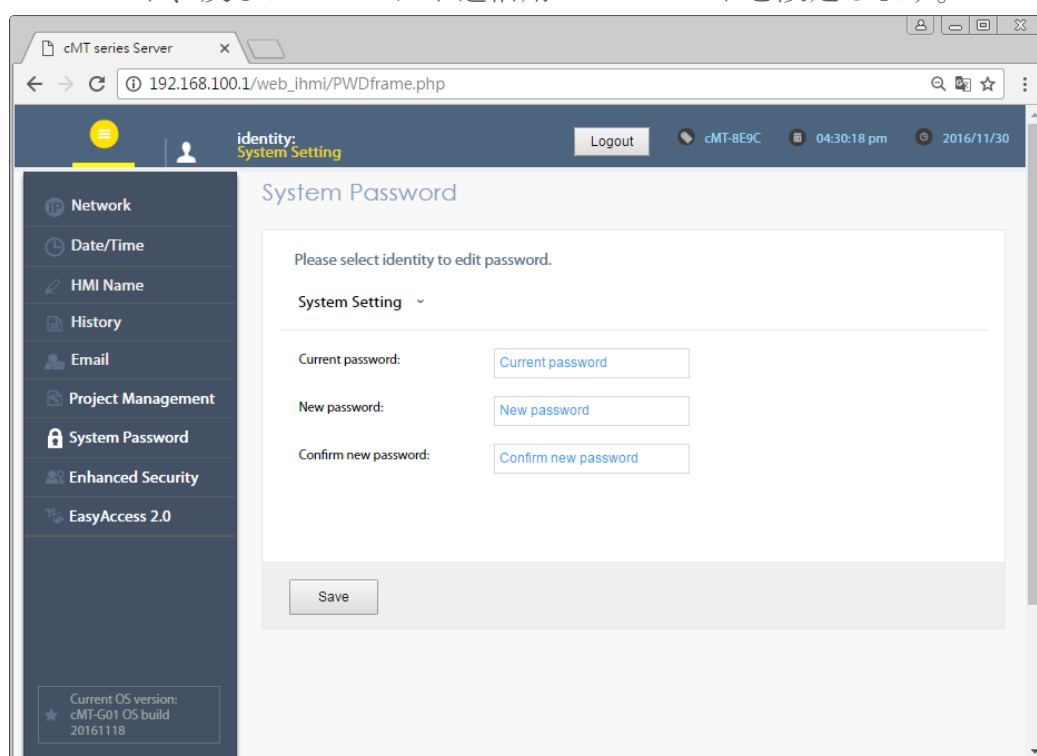 cMT series Server
192.168.100.1/web_ihmi/PWDframe.php
identity:
System Setting
Logout
cMT-8E9C
04:30:18 pm
2016/11/30
Network
Date/Time
HMI Name
History
Email
Project Management
System Password
Enhanced Security
EasyAccess 2.0
Current OS version:
cMT-G01 OS build
20161118
System Password
Please select identity to edit password.
System Setting
Current password:
Current password
New password:
New password
Confirm new password:
Confirm new password
Save